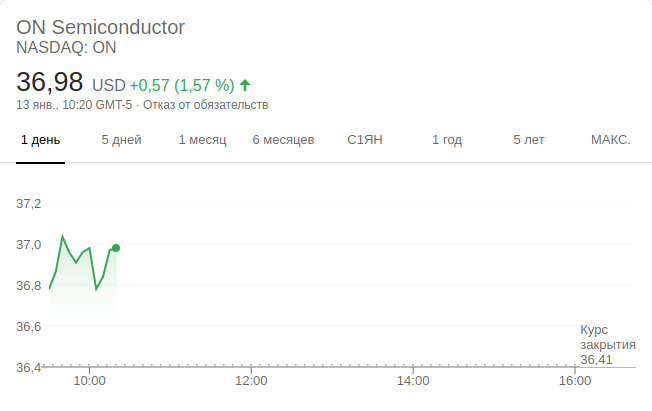 ON Semiconductor
NASDAQ: ON
36,98 USD +0,57 (1,57 %)
13 янв., 10:20 GMT-5 · Отказ от обязательств
1 день 5 дней 1 месяц 6 месяцев С1ЯН 1 год 5 лет МАКС.
37,2
37,0
36,8
36,6
Курс
закрытия
36,41
36,4
10:00 12:00 14:00 16:00